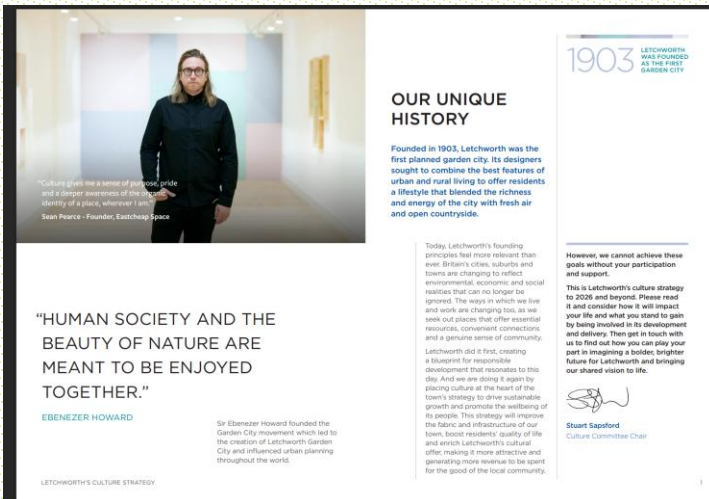 “Culture gives me a sense of purpose, pride
and a deeper awareness of the organic
identity of a place, wherever I am.”
Sean Pearce - Founder, Eastcheap Space
“HUMAN SOCIETY AND THE
BEAUTY OF NATURE ARE
MEANT TO BE ENJOYED
TOGETHER.”
EBENEZER HOWARD
Sir Ebenezer Howard founded the
Garden City movement which led to
the creation of Letchworth Garden
City and influenced urban planning
throughout the world.
LETCHWORTH'S CULTURE STRATEGY
OUR UNIQUE
HISTORY
Founded in 1903, Letchworth was the
first planned garden city. Its designers
sought to combine the best features of
urban and rural living to offer residents
a lifestyle that blended the richness
and energy of the city with fresh air
and open countryside.
Today, Letchworth's founding
principles feel more relevant than
ever. Britain's cities, suburbs and
towns are changing to reflect
environmental, economic and social
realities that can no longer be
ignored. The ways in which we live
and work are changing too, as we
seek out places that offer essential
resources, convenient connections
and a genuine sense of community.
Letchworth did it first, creating
a blueprint for responsible
development that resonates to this
day. And we are doing it again by
placing culture at the heart of the
town's strategy to drive sustainable
growth and promote the wellbeing of
its people. This strategy will improve
the fabric and infrastructure of our
town, boost residents' quality of life
and enrich Letchworth's cultural
offer, making it more attractive and
generating more revenue to be spent
for the good of the local community.
1903
LETCHWORTH
WAS FOUNDED
AS THE FIRST
GARDEN CITY
However, we cannot achieve these
goals without your participation
and support.
This is Letchworth's culture strategy
to 2026 and beyond. Please read
it and consider how it will impact
your life and what you stand to gain
by being involved in its development
and delivery. Then get in touch with
us to find out how you can play your
part in imagining a bolder, brighter
future for Letchworth and bringing
our shared vision to life.
Stuart Sapsford
Culture Committee Chair